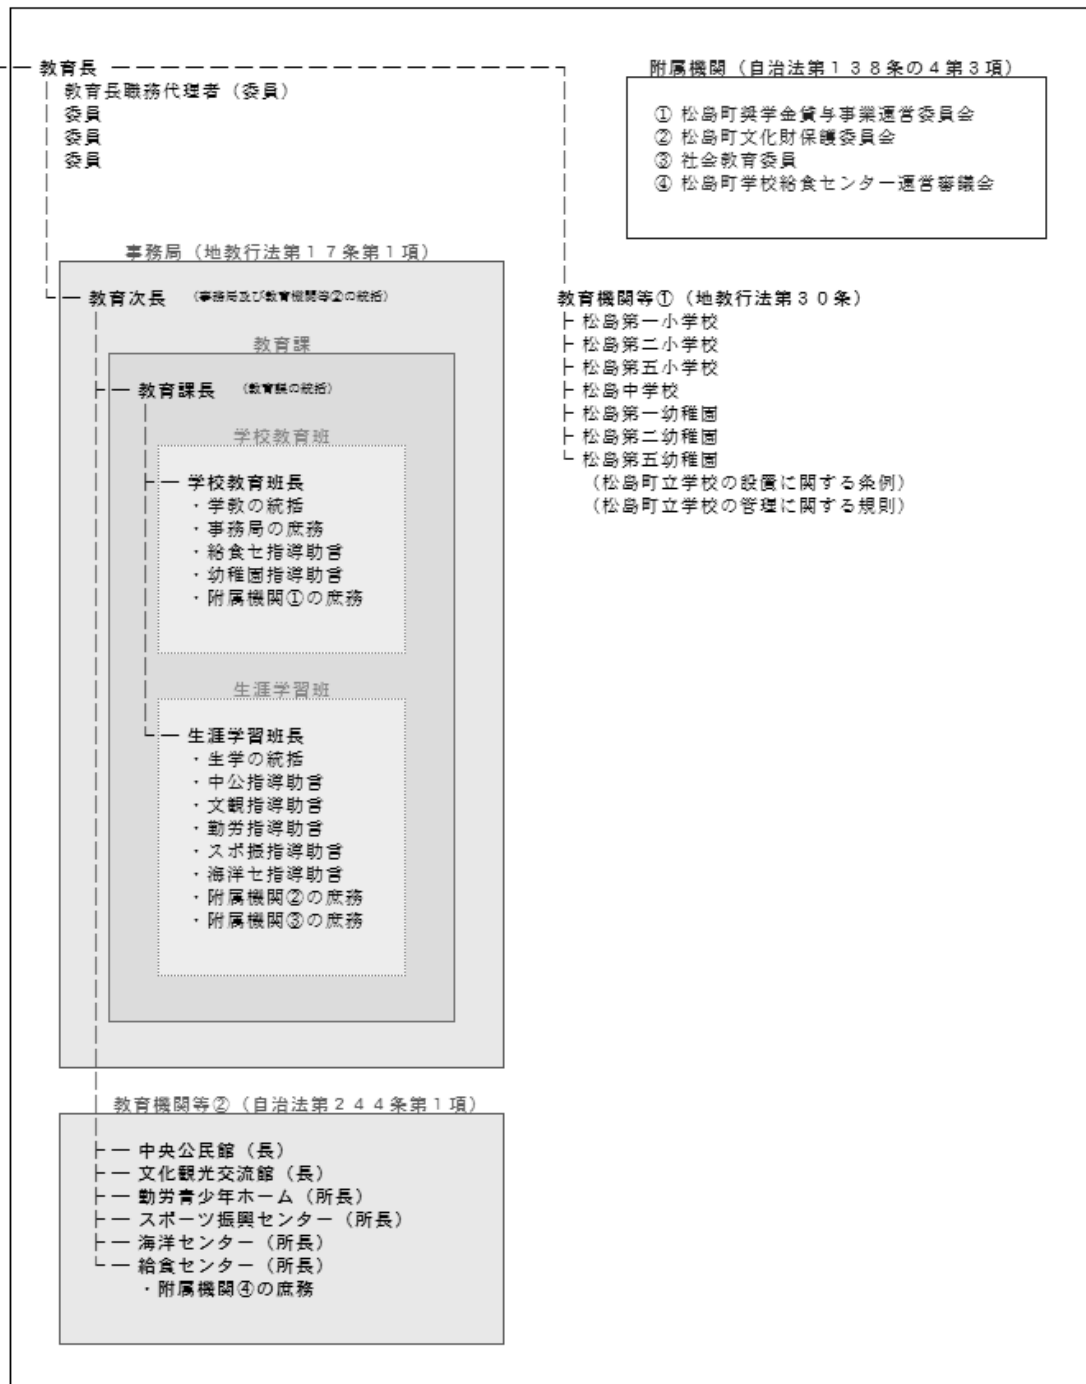 教育長
教育長職務代理者（委員）
委員
委員
委員
附属機関（自治法第１３８条の４第３項）
① 松島町奨学金貸与事業運営委員会
② 松島町文化財保護委員会
③ 社会教育委員
④ 松島町学校給食センター運営審議会
事務局（地教行法第１７条第１項）
教育次長　（事務局及び教育機関等②の統括）
教育課
教育課長　（教育課の統括）
学校教育班
学校教育班長
・学教の統括
・事務局の庶務
・給食セ指導助言
・幼稚園指導助言
・附属機関①の庶務
生涯学習班
生涯学習班長
・生学の統括
・中公指導助言
・文観指導助言
・勤労指導助言
・スポ振指導助言
・海洋セ指導助言
・附属機関②の庶務
・附属機関③の庶務
教育機関等①（地教行法第３０条）
松島第一小学校
松島第二小学校
松島第五小学校
松島中学校
松島第一幼稚園
松島第二幼稚園
松島第五幼稚園
（松島町立学校の設置に関する条例）
（松島町立学校の管理に関する規則）
教育機関等②（自治法第２４４条第１項）
中央公民館（長）
文化観光交流館（長）
勤労青少年ホーム（所長）
スポーツ振興センター（所長）
海洋センター（所長）
給食センター（所長）
・附属機関④の庶務